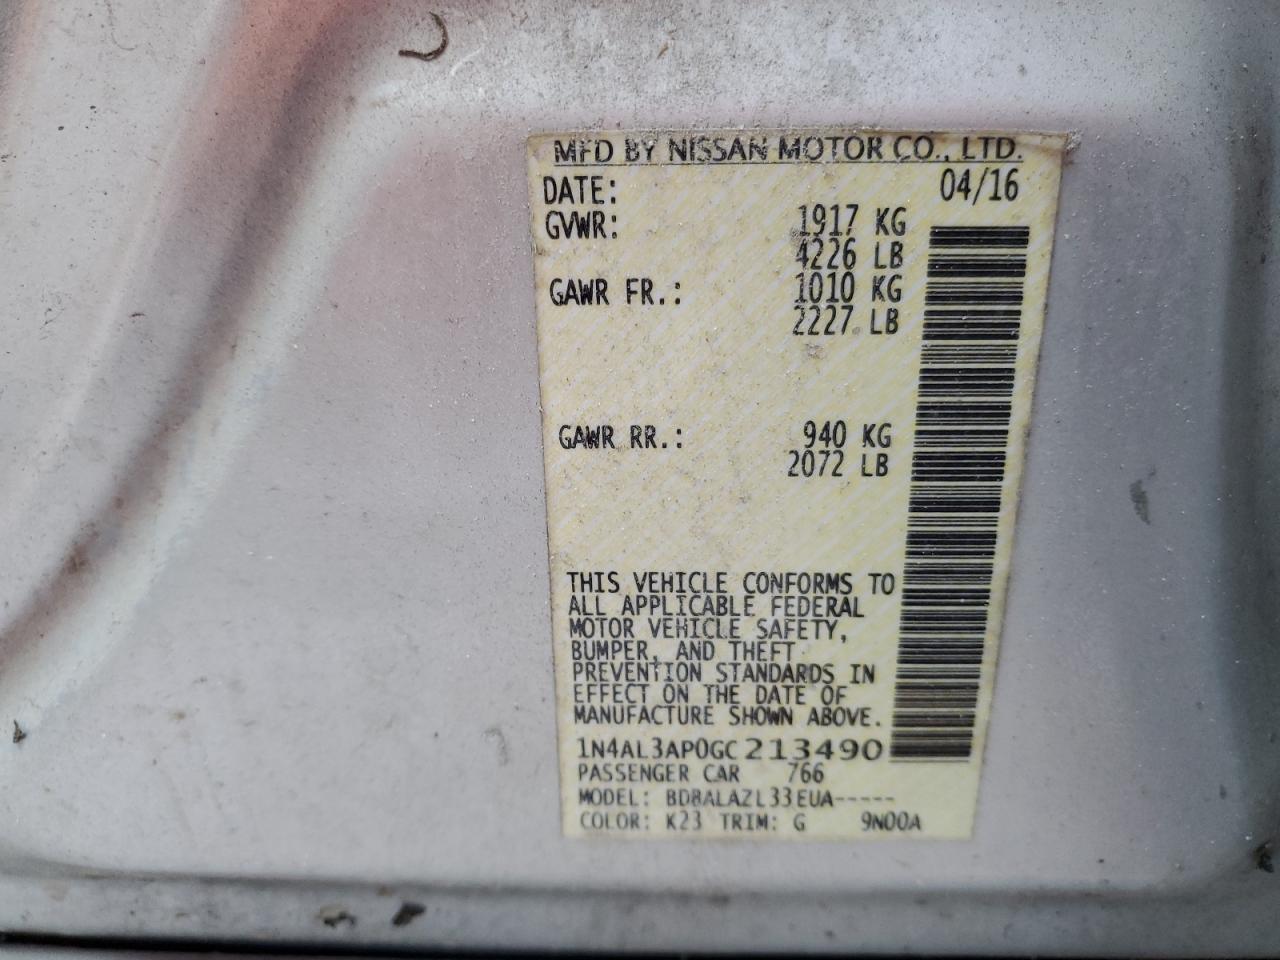 MFD BY NISSAN MOTOR CO., LTD.
DATE: 04/16
GVWR: 1917 KG
4226 LB
GAWR FR.: 1010 KG
2227 LB
GAWR RR.: 940 KG
2072 LB
THIS VEHICLE CONFORMS TO
ALL APPLICABLE FEDERAL
MOTOR VEHICLE SAFETY,
BUMPER, AND THEFT
PREVENTION STANDARDS IN
EFFECT ON THE DATE OF
MANUFACTURE SHOWN ABOVE.
1N4AL3AP0GC213490
PASSENGER CAR 766
MODEL: BDBALAZL33EUA-----
COLOR: K23 TRIM: G 9N00A